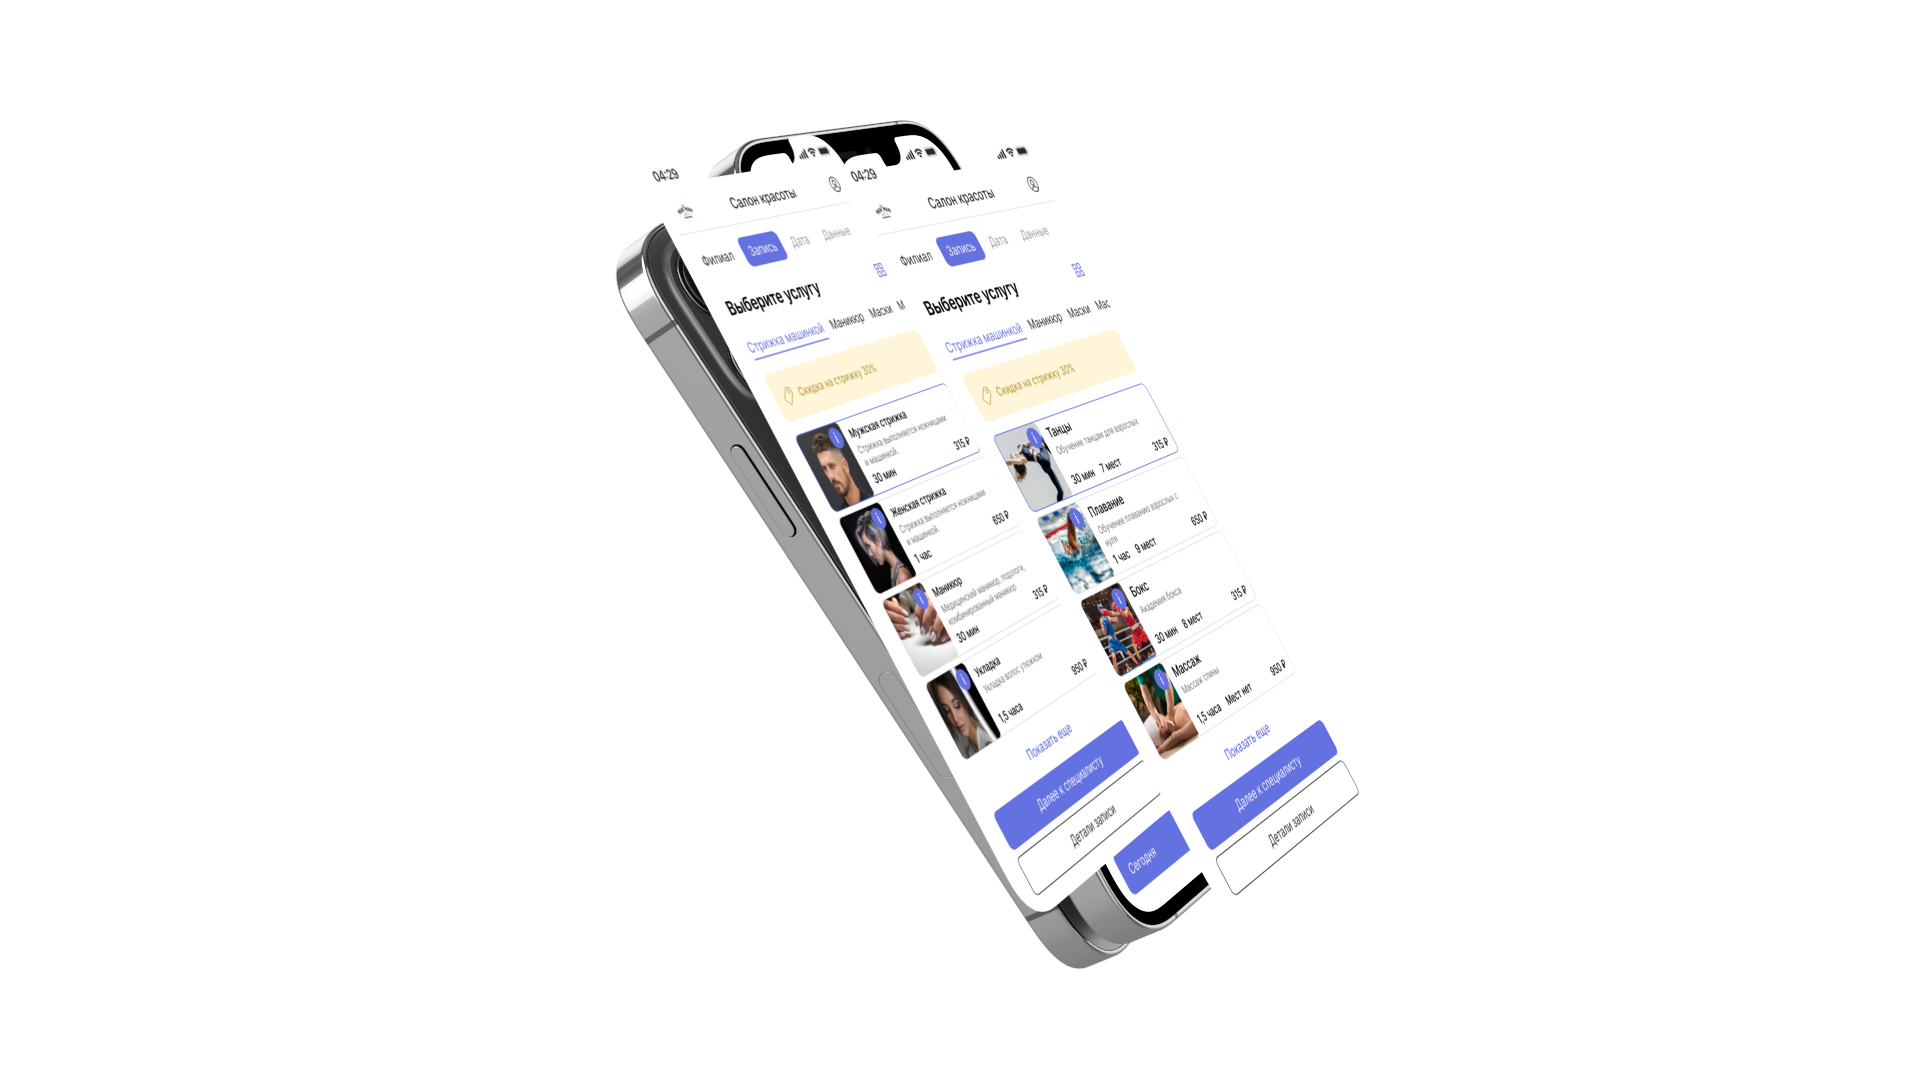 04:29
Салон красоты
Филиал Запись Дата Данные
Выберите услугу
Стрижка машинкой Маникюр Маски М
Скидка на стрижку 30%
Мужская стрижка
Стрижка выполняется ножницами
и машинкой.
30 мин 315 ₽
Женская стрижка
Стрижка выполняется ножницами
и машинкой.
1 час 650 ₽
Маникюр
Медицинский маникюр, подологи,
комбинированный маникюр
30 мин 315 ₽
Укладка
Укладка волос утюжком
1,5 часа 950 ₽
Показать еще
Далее к специалисту
Детали записи
Сегодня
04:29
Салон красоты
Филиал Запись Дата Данные
Выберите услугу
Стрижка машинкой Маникюр Маски Мас
Скидка на стрижку 30%
Танцы
Обучение танцам для взрослых
30 мин 7 мест 315 ₽
Плавание
Обучение плаванию взрослых с
нуля
1 час 9 мест 650 ₽
Бокс
Академия бокса
30 мин 8 мест 315 ₽
Массаж
Массаж спины
1,5 часа Мест нет 950 ₽
Показать еще
Далее к специалисту
Детали записи